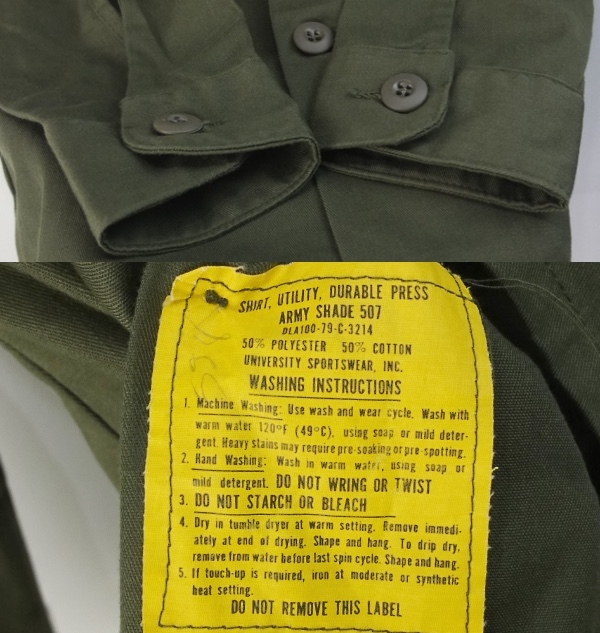 SHIRT, UTILITY, DURABLE PRESS
ARMY SHADE 507
DLA100-79-C-3214
50% POLYESTER 50% COTTON
UNIVERSITY SPORTSWEAR, INC.
WASHING INSTRUCTIONS
1. Machine Washing: Use wash and wear cycle. Wash with
warm water 120°F (49°C), using soap or mild deter-
gent. Heavy stains may require pre-soaking or pre-spotting.
2. Hand Washing: Wash in warm water, using soap or
mild detergent. DO NOT WRING OR TWIST
3. DO NOT STARCH OR BLEACH
4. Dry in tumble dryer at warm setting. Remove immedi-
ately at end of drying. Shape and hang. To drip dry,
remove from water before last spin cycle. Shape and hang.
5. If touch-up is required, iron at moderate or synthetic
heat setting.
DO NOT REMOVE THIS LABEL